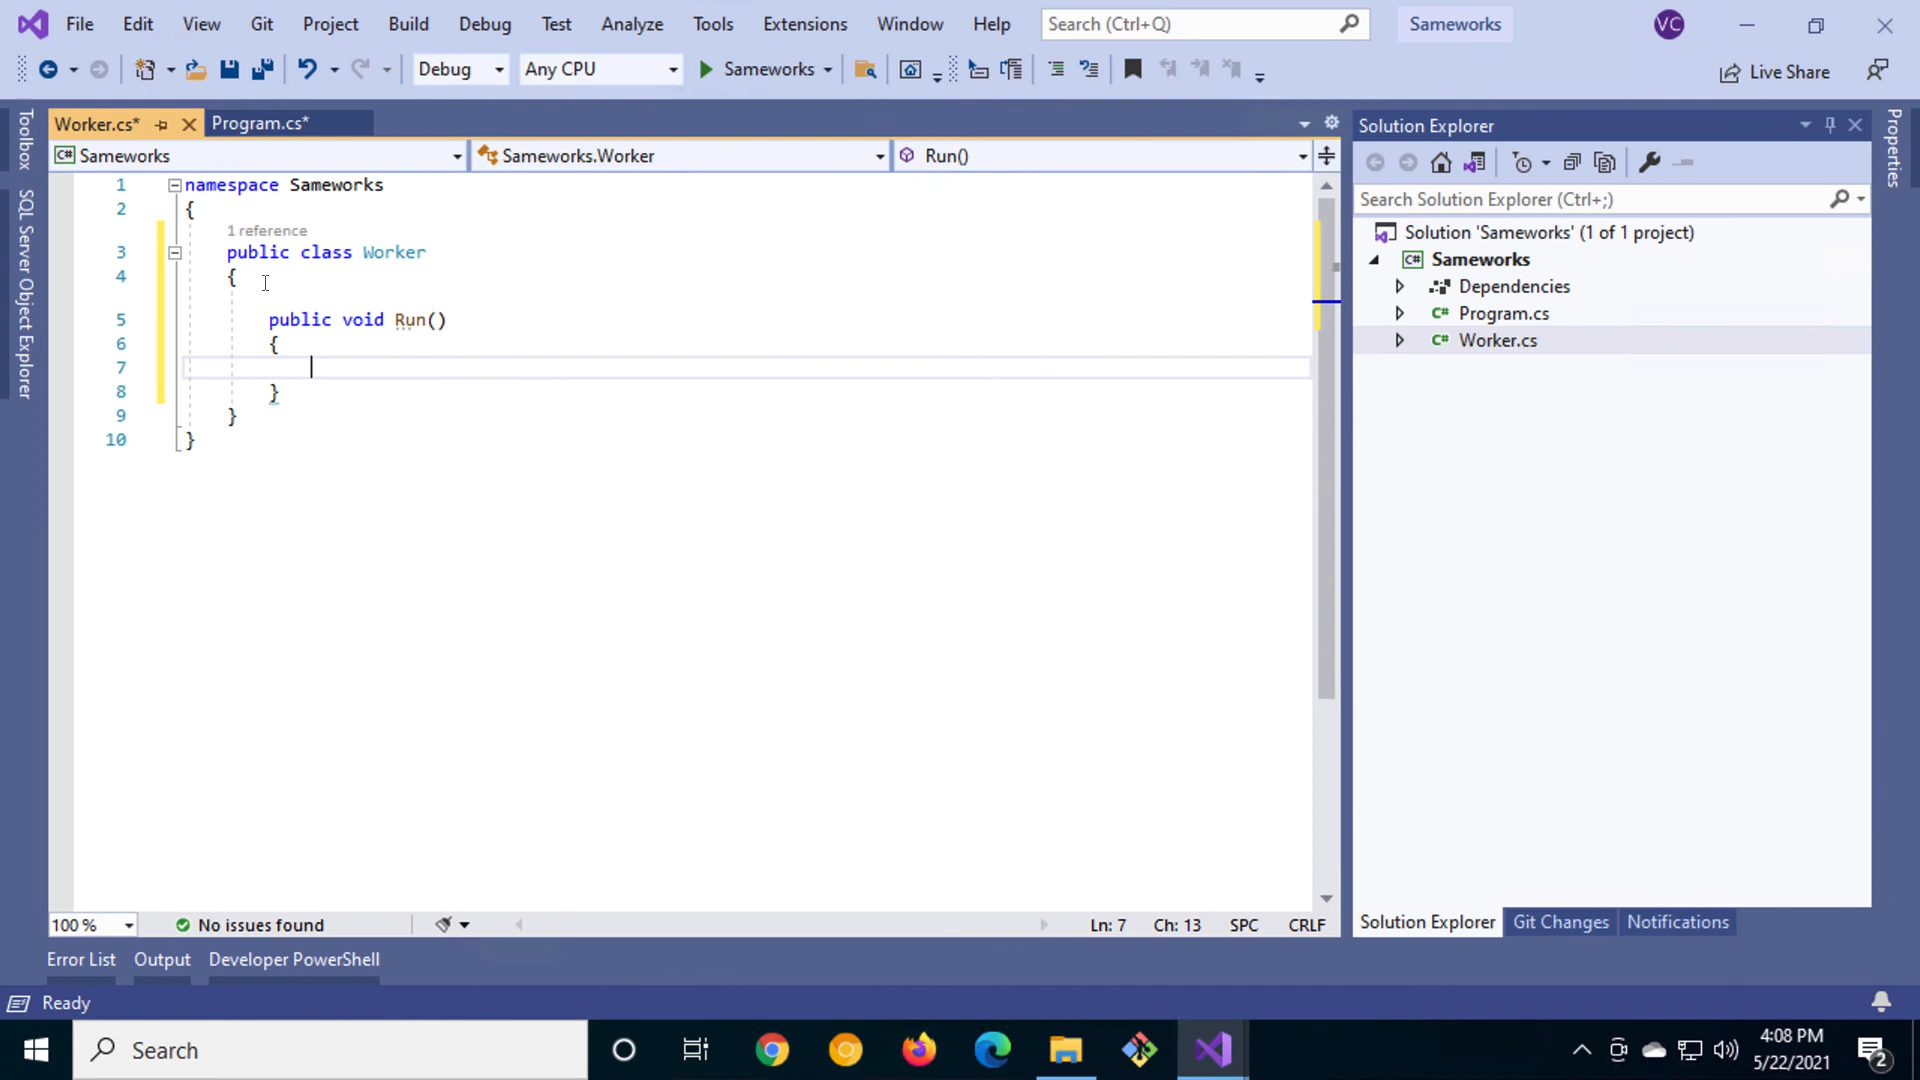 File Edit View Git Project Build Debug Test Analyze Tools Extensions Window Help Search (Ctrl+Q) Sameworks VC
Debug Any CPU Sameworks Live Share
Worker.cs* Program.cs*
C# Sameworks Sameworks.Worker Run()
1 namespace Sameworks
2 {
1 reference
3 public class Worker
4 {
5 public void Run()
6 {
7
8 }
9 }
10 }
100 % No issues found Ln: 7 Ch: 13 SPC CRLF
Toolbox
SQL Server Object Explorer
Solution Explorer
Search Solution Explorer (Ctrl+;)
Solution 'Sameworks' (1 of 1 project)
C# Sameworks
Dependencies
C# Program.cs
C# Worker.cs
Solution Explorer Git Changes Notifications
Properties
Error List Output Developer PowerShell
Ready
Search
4:08 PM
5/22/2021
2